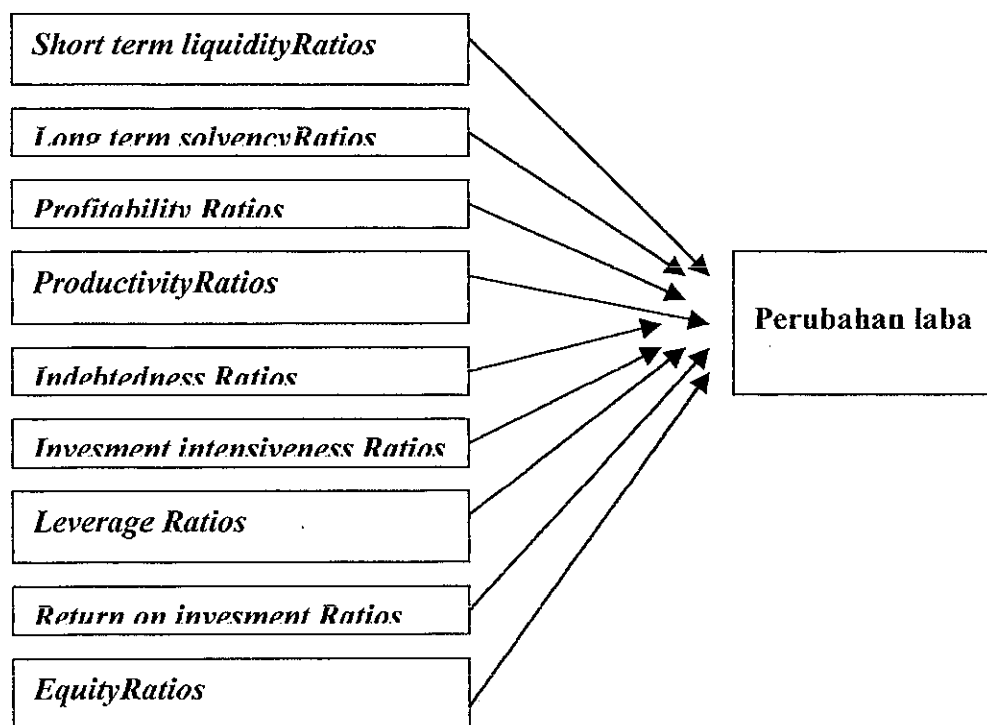 Short term liquidityRatios
Long term solvencyRatios
Profitability Ratios
ProductivityRatios
Indebtedness Ratios
Invesment intensiveness Ratios
Leverage Ratios
Return on invesment Ratios
EquityRatios
Perubahan laba